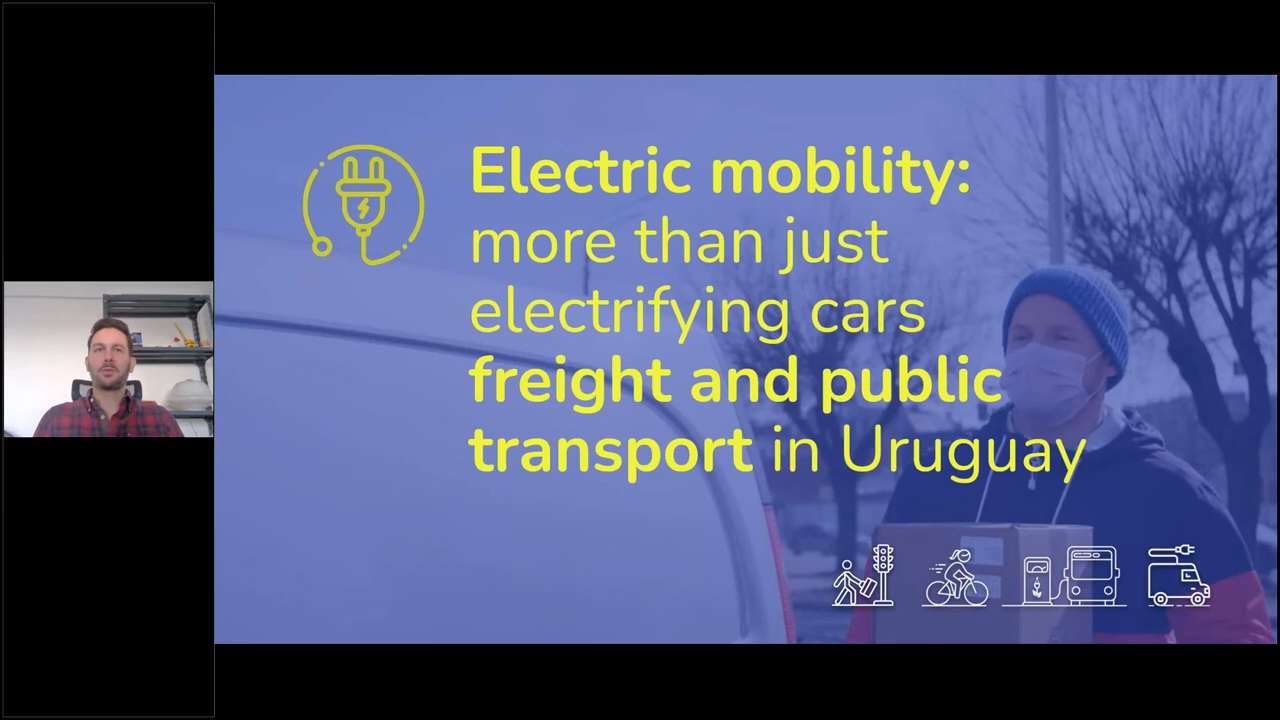 Electric mobility:
more than just
electrifying cars
freight and public
transport in Uruguay